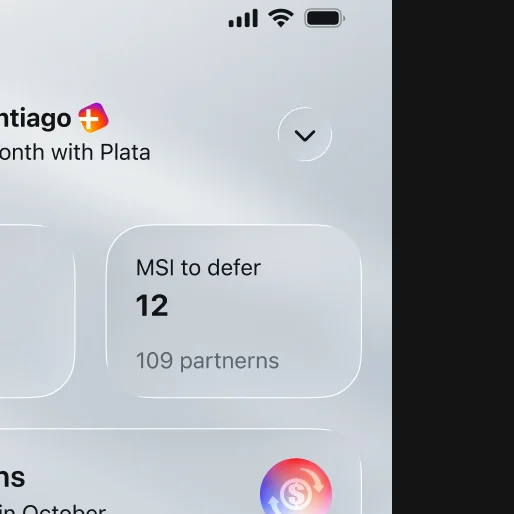 ntiago
onth with Plata
MSI to defer
12
109 partnerns
ns
in October